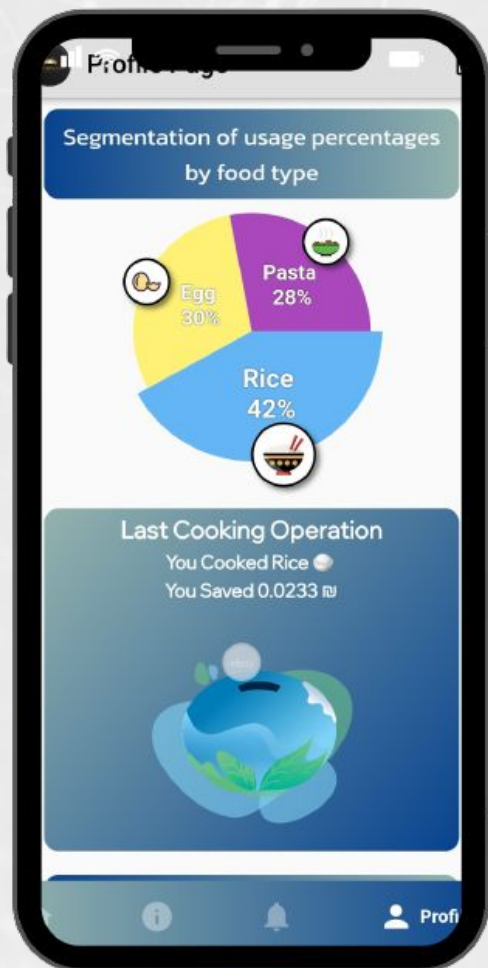 Profile Page
Segmentation of usage percentages
by food type
Pasta
28%
Egg
30%
Rice
42%
Last Cooking Operation
You Cooked Rice 🍚
You Saved 0.0233 ₪
Profi